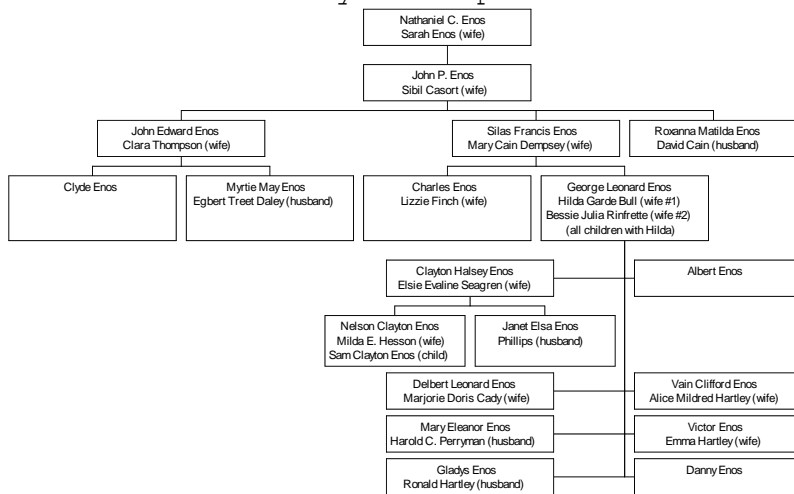 Nathaniel C. Enos
Sarah Enos (wife)
John P. Enos
Sibil Casort (wife)
John Edward Enos
Clara Thompson (wife)
Silas Francis Enos
Mary Cain Dempsey (wife)
Roxanna Matilda Enos
David Cain (husband)
Clyde Enos
Myrtie May Enos
Egbert Treet Daley (husband)
Charles Enos
Lizzie Finch (wife)
George Leonard Enos
Hilda Garde Bull (wife #1)
Bessie Julia Rinfrette (wife #2)
(all children with Hilda)
Clayton Halsey Enos
Elsie Evaline Seagren (wife)
Albert Enos
Nelson Clayton Enos
Milda E. Hesson (wife)
Sam Clayton Enos (child)
Janet Elsa Enos
Phillips (husband)
Delbert Leonard Enos
Marjorie Doris Cady (wife)
Vain Clifford Enos
Alice Mildred Hartley (wife)
Mary Eleanor Enos
Harold C. Perryman (husband)
Victor Enos
Emma Hartley (wife)
Gladys Enos
Ronald Hartley (husband)
Danny Enos